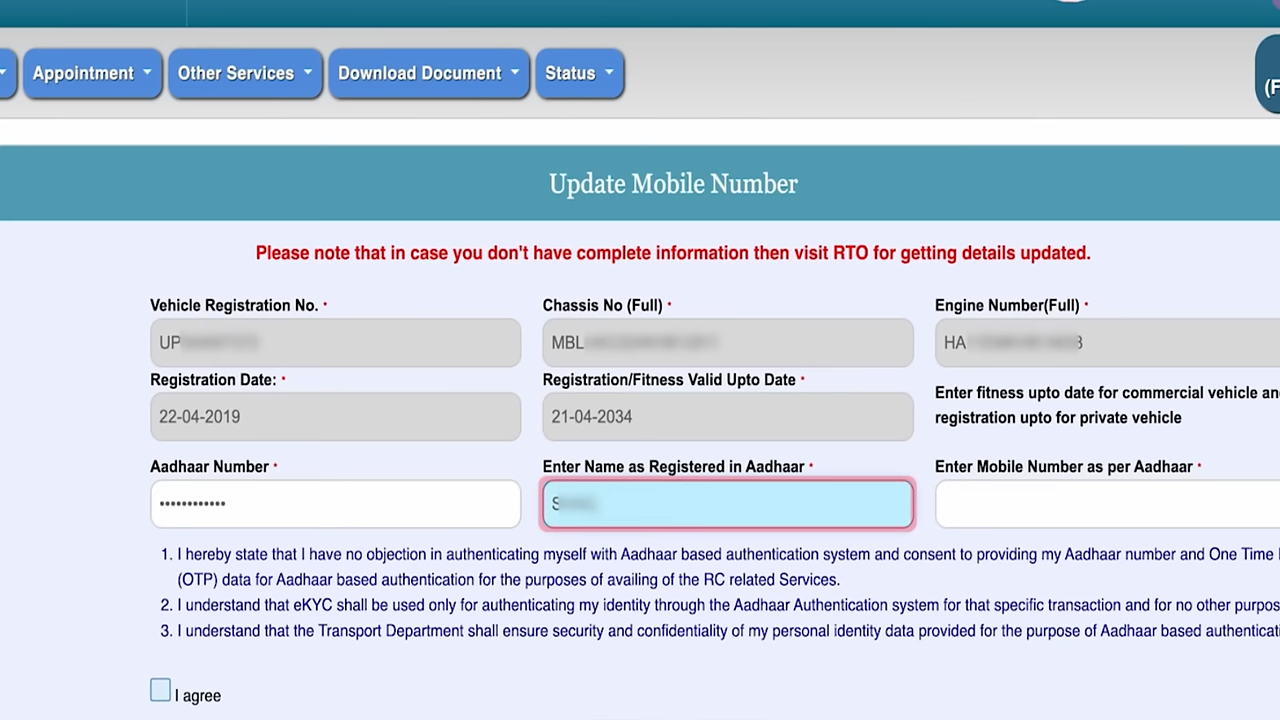 Appointment Other Services Download Document Status
(F
Update Mobile Number
Please note that in case you don't have complete information then visit RTO for getting details updated.
Vehicle Registration No. * Chassis No (Full) * Engine Number(Full) *
UP MBL HA
Registration Date: * Registration/Fitness Valid Upto Date *
22-04-2019 21-04-2034
Enter fitness upto date for commercial vehicle an
registration upto for private vehicle
Aadhaar Number * Enter Name as Registered in Aadhaar * Enter Mobile Number as per Aadhaar *
•••••••••••• S
1. I hereby state that I have no objection in authenticating myself with Aadhaar based authentication system and consent to providing my Aadhaar number and One Time
(OTP) data for Aadhaar based authentication for the purposes of availing of the RC related Services.
2. I understand that eKYC shall be used only for authenticating my identity through the Aadhaar Authentication system for that specific transaction and for no other purpos
3. I understand that the Transport Department shall ensure security and confidentiality of my personal identity data provided for the purpose of Aadhaar based authenticati
I agree